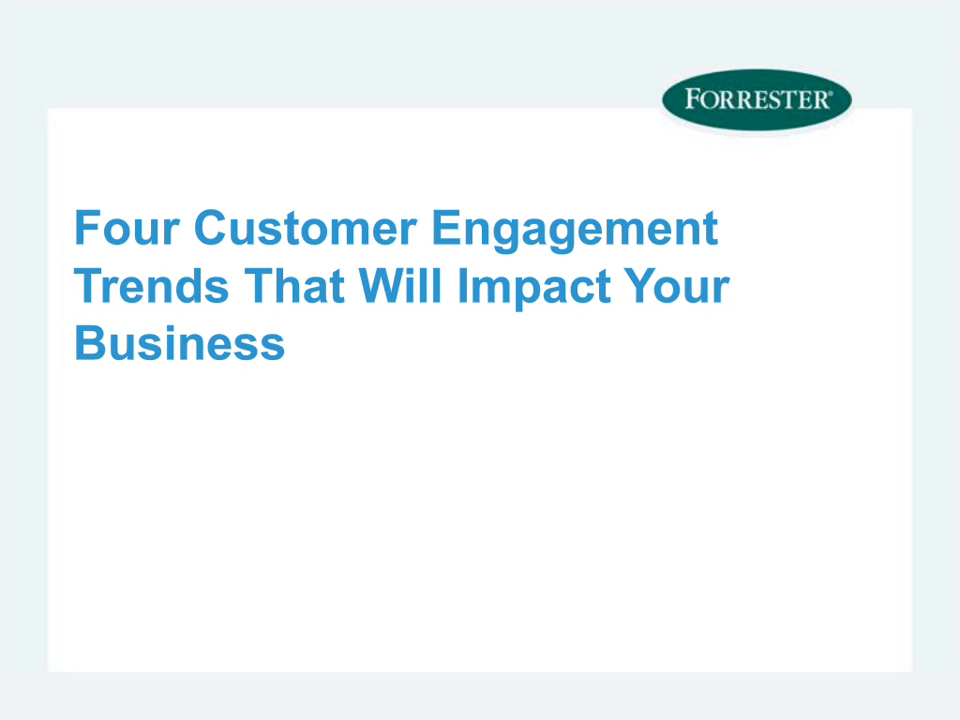 FORRESTER®
Four Customer Engagement
Trends That Will Impact Your
Business